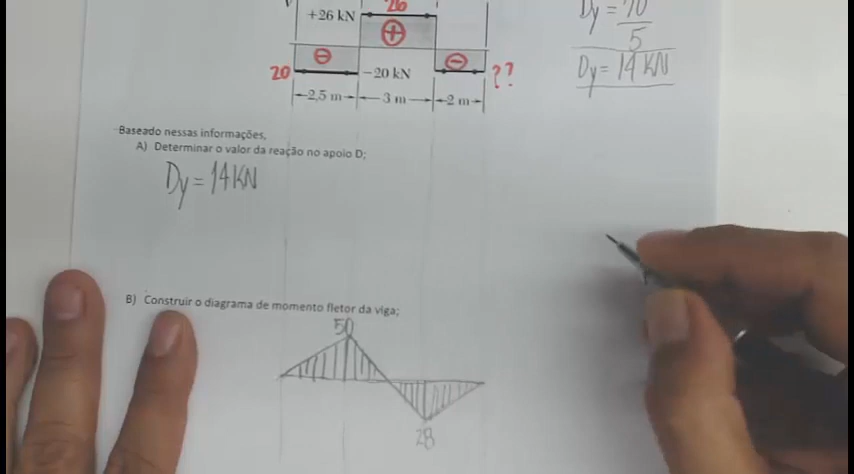 V +26 kN 26
+
20 − −20 kN − ??
2,5 m 3 m 2 m
5
Dy = 14 KN
Baseado nessas informações,
A) Determinar o valor da reação no apoio D;
Dy = 14 KN
B) Construir o diagrama de momento fletor da viga;
50
28